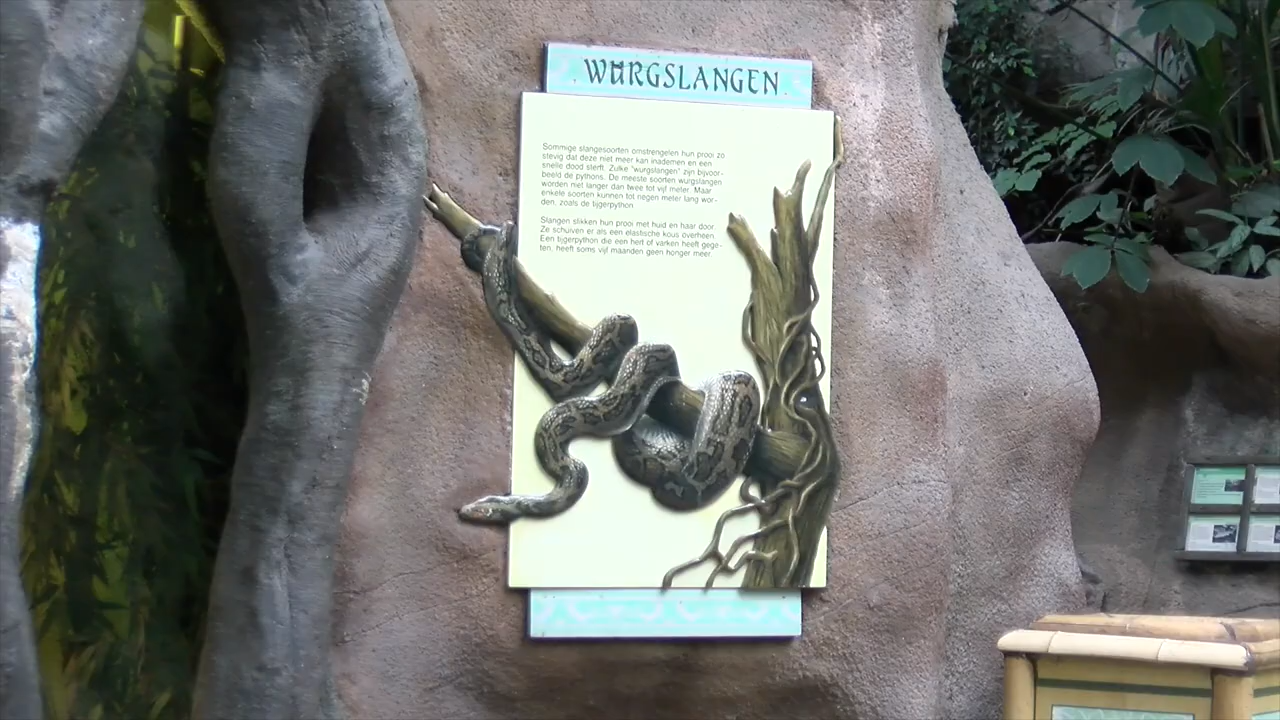 WURGSLANGEN
Sommige slangesoorten omstrengelen hun prooi zo
stevig dat deze niet meer kan inademen en een
snelle dood sterft. Zulke "wurgslangen" zijn bijvoor-
beeld de pythons. De meeste soorten wurgslangen
worden niet langer dan twee tot vijf meter. Maar
enkele soorten kunnen tot negen meter lang wor-
den, zoals de tijgerpython.
Slangen slikken hun prooi met huid en haar door.
Ze schuiven er als een elastische kous overheen.
Een tijgerpython die een hert of varken heeft gege-
ten, heeft soms vijf maanden geen honger meer.